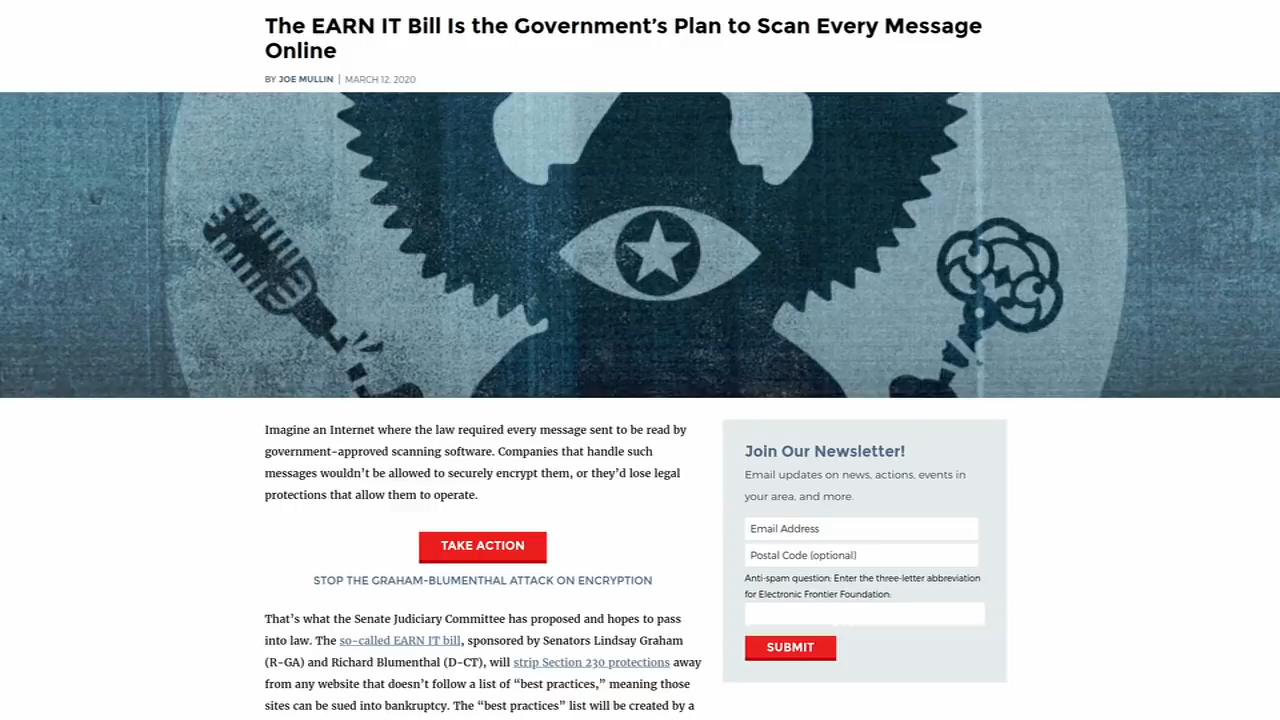 The EARN IT Bill Is the Government's Plan to Scan Every Message
Online
BY JOE MULLIN | MARCH 12, 2020
Imagine an Internet where the law required every message sent to be read by
government-approved scanning software. Companies that handle such
messages wouldn't be allowed to securely encrypt them, or they'd lose legal
protections that allow them to operate.
TAKE ACTION
STOP THE GRAHAM-BLUMENTHAL ATTACK ON ENCRYPTION
That's what the Senate Judiciary Committee has proposed and hopes to pass
into law. The so-called EARN IT bill, sponsored by Senators Lindsay Graham
(R-GA) and Richard Blumenthal (D-CT), will strip Section 230 protections away
from any website that doesn't follow a list of “best practices,” meaning those
sites can be sued into bankruptcy. The “best practices” list will be created by a
Join Our Newsletter!
Email updates on news, actions, events in
your area, and more.
Email Address
Postal Code (optional)
Anti-spam question: Enter the three-letter abbreviation
for Electronic Frontier Foundation:
SUBMIT